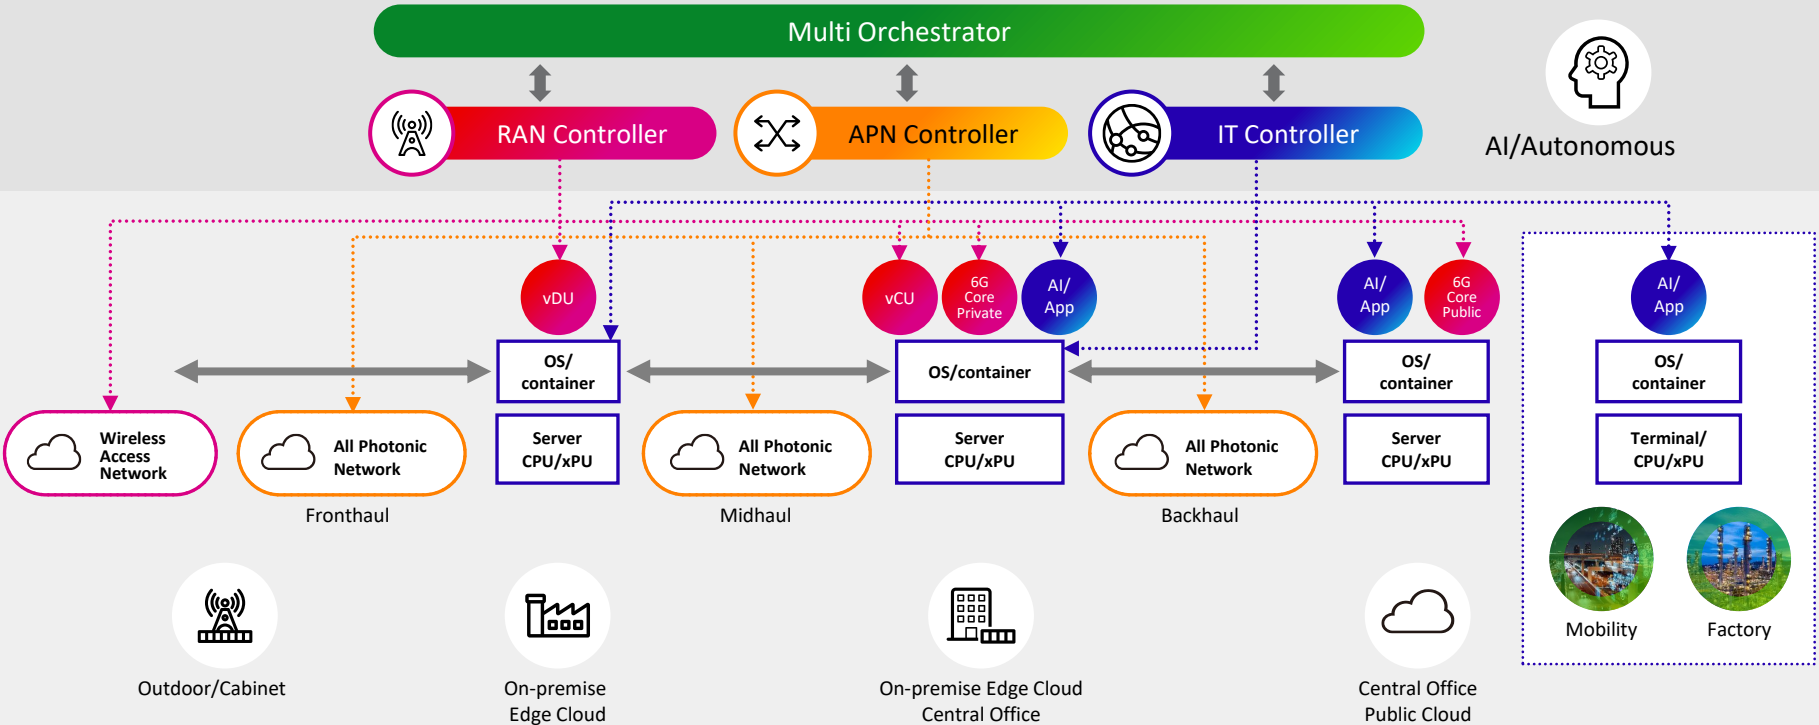 Multi Orchestrator
RAN Controller
APN Controller
IT Controller
AI/Autonomous
vDU
vCU
6G
Core
Private
AI/
App
AI/
App
6G
Core
Public
AI/
App
OS/
container
OS/container
OS/
container
OS/
container
Wireless
Access
Network
All Photonic
Network
Server
CPU/xPU
All Photonic
Network
Server
CPU/xPU
All Photonic
Network
Server
CPU/xPU
Terminal/
CPU/xPU
Fronthaul
Midhaul
Backhaul
Mobility
Factory
Outdoor/Cabinet
On-premise
Edge Cloud
On-premise Edge Cloud
Central Office
Central Office
Public Cloud